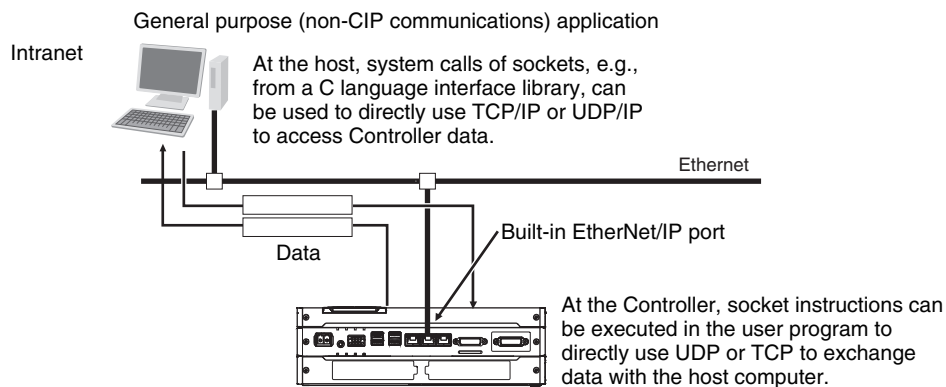 General purpose (non-CIP communications) application
Intranet
At the host, system calls of sockets, e.g.,
from a C language interface library, can
be used to directly use TCP/IP or UDP/IP
to access Controller data.
Ethernet
Built-in EtherNet/IP port
Data
At the Controller, socket instructions can
be executed in the user program to
directly use UDP or TCP to exchange
data with the host computer.